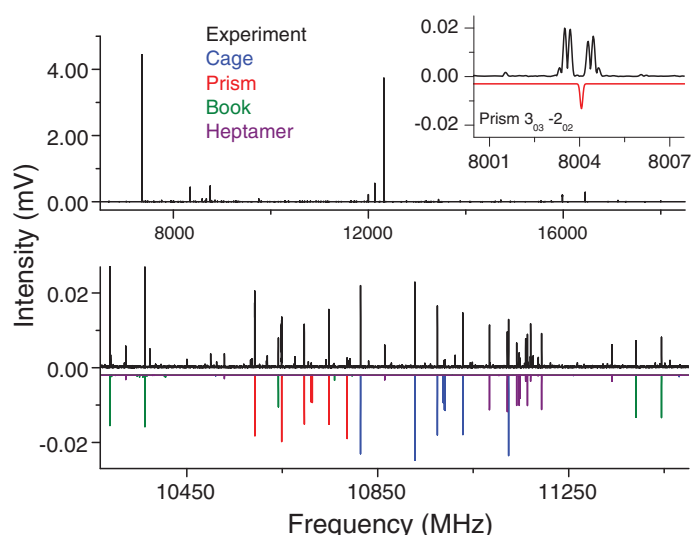 Experiment
Cage
Prism
Book
Heptamer
4.00
2.00
0.00
8000
12000
16000
0.02
0.00
-0.02
Prism 3₀₃ -2₀₂
8001
8004
8007
Intensity (mV)
0.02
0.00
-0.02
10450
10850
11250
Frequency (MHz)